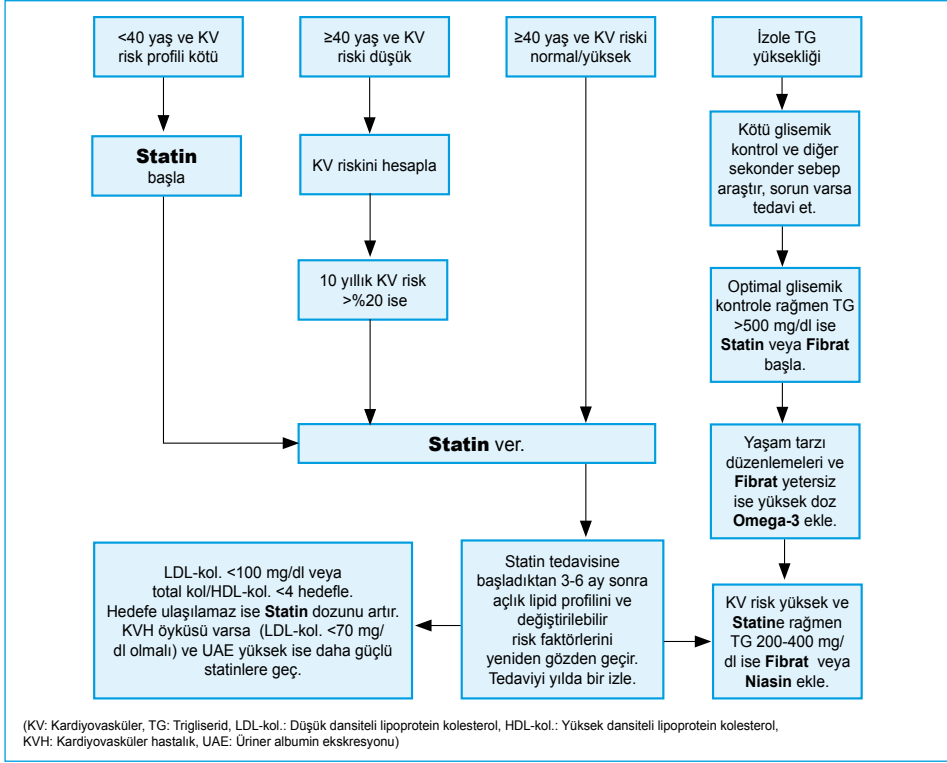 <40 yaş ve KV
risk profili kötü
≥40 yaş ve KV
riski düşük
≥40 yaş ve KV riski
normal/yüksek
İzole TG
yüksekliği
Statin
başla
KV riskini hesapla
Kötü glisemik
kontrol ve diğer
sekonder sebep
araştır, sorun varsa
tedavi et.
10 yıllık KV risk
>%20 ise
Optimal glisemik
kontrole rağmen TG
>500 mg/dl ise
Statin veya Fibrat
başla.
Statin ver.
Yaşam tarzı
düzenlemeleri ve
Fibrat yetersiz
ise yüksek doz
Omega-3 ekle.
LDL-kol. <100 mg/dl veya
total kol/HDL-kol. <4 hedefle.
Hedefe ulaşılamaz ise Statin dozunu artır.
KVH öyküsü varsa (LDL-kol. <70 mg/
dl olmalı) ve UAE yüksek ise daha güçlü
statinlere geç.
Statin tedavisine
başladıktan 3-6 ay sonra
açlık lipid profilini ve
değiştirilebilir
risk faktörlerini
yeniden gözden geçir.
Tedaviyi yılda bir izle.
KV risk yüksek ve
Statine rağmen
TG 200-400 mg/
dl ise Fibrat veya
Niasin ekle.
(KV: Kardiyovasküler, TG: Trigliserid, LDL-kol.: Düşük dansiteli lipoprotein kolesterol, HDL-kol.: Yüksek dansiteli lipoprotein kolesterol,
KVH: Kardiyovasküler hastalık, UAE: Üriner albumin ekskresyonu)